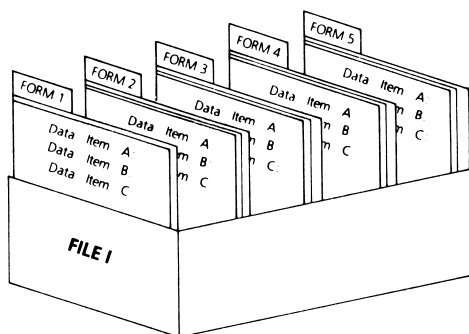 FORM 1
Data Item A:
Data Item B
Data Item C
FORM 2
Data Item A:
m B:
m C
FORM 3
Data Item A:
m B
m C:
FORM 4
Data Item A
m B:
m C
FORM 5
Data Item A:
m B:
m C:
FILE I